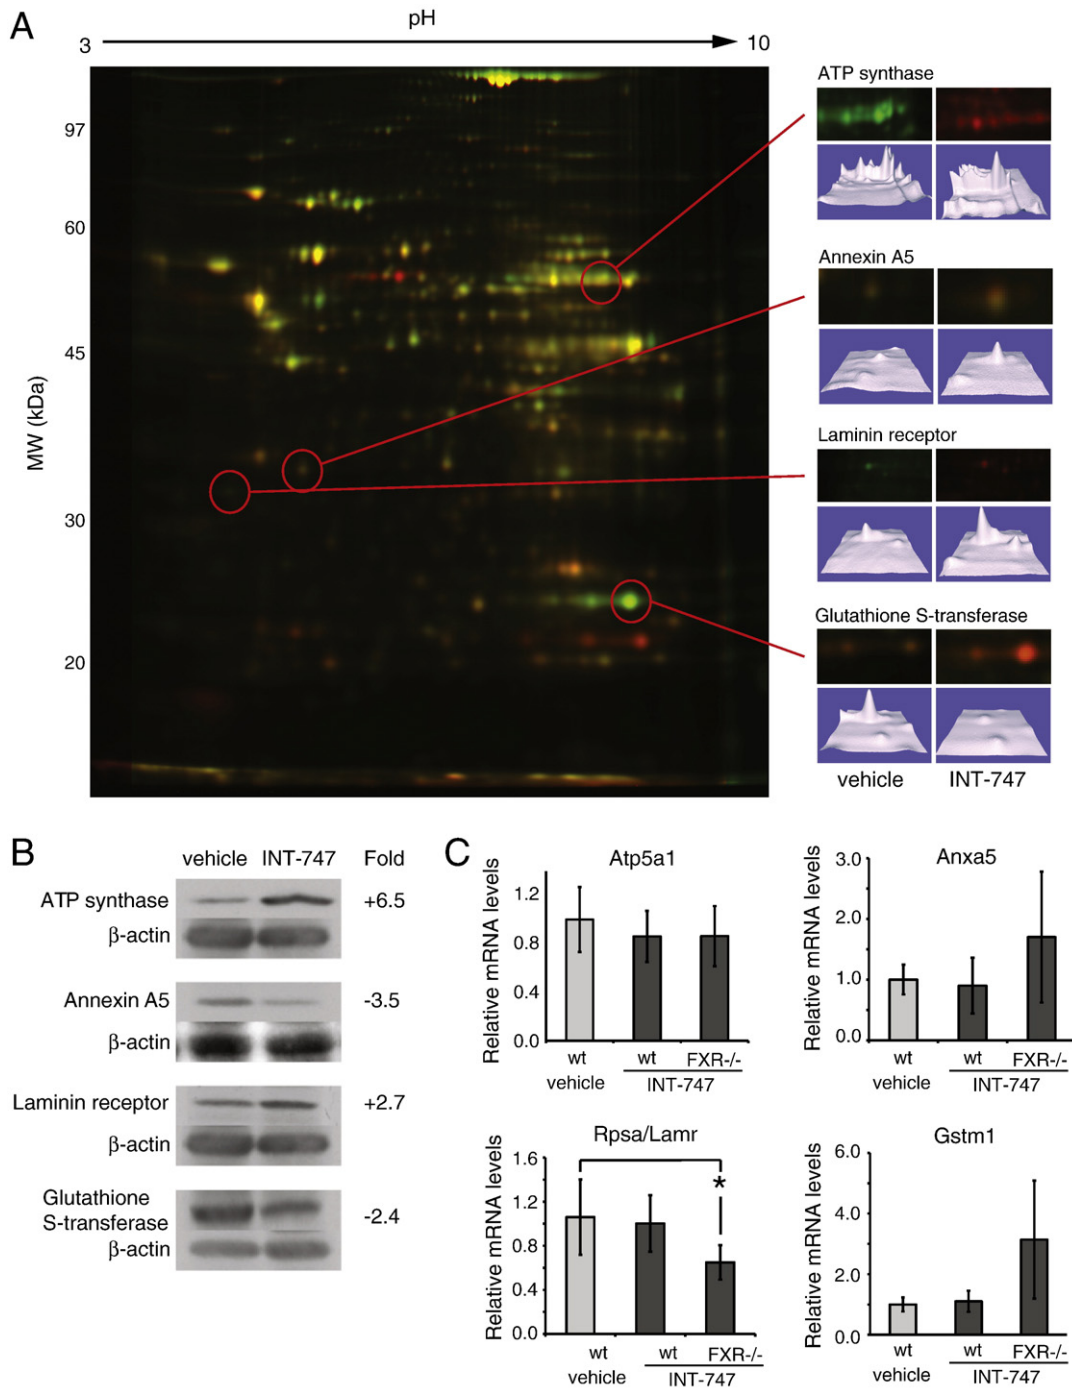 A
pH
3
10
MW (kDa)
97
60
45
30
20
ATP synthase
Annexin A5
Laminin receptor
Glutathione S-transferase
vehicle INT-747
B
vehicle INT-747 Fold
ATP synthase +6.5
β-actin
Annexin A5 -3.5
β-actin
Laminin receptor +2.7
β-actin
Glutathione
S-transferase -2.4
β-actin
C
Atp5a1
Relative mRNA levels
1.2
0.8
0.4
0.0
wt wt FXR-/-
vehicle INT-747
Anxa5
Relative mRNA levels
3.0
2.0
1.0
0.0
wt wt FXR-/-
vehicle INT-747
Rpsa/Lamr
Relative mRNA levels
1.6
1.2
0.8
0.4
0.0
*
wt wt FXR-/-
vehicle INT-747
Gstm1
Relative mRNA levels
6.0
4.0
2.0
0.0
wt wt FXR-/-
vehicle INT-747